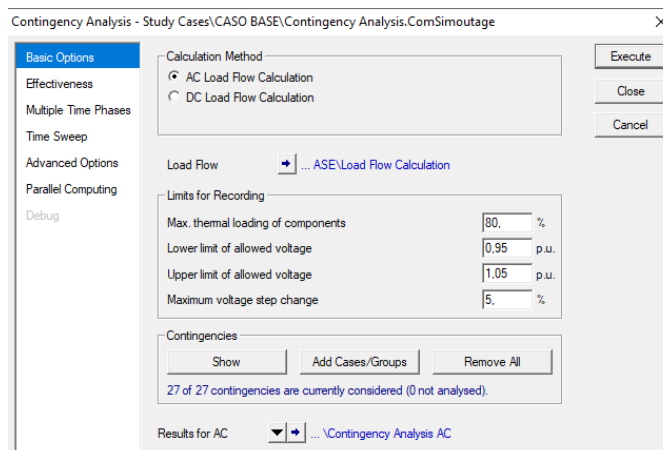 Contingency Analysis - Study Cases\CASO BASE\Contingency Analysis.ComSimoutage
Basic Options
Effectiveness
Multiple Time Phases
Time Sweep
Advanced Options
Parallel Computing
Debug
Calculation Method
AC Load Flow Calculation
DC Load Flow Calculation
Load Flow ... ASE\Load Flow Calculation
Limits for Recording
Max. thermal loading of components 80, %
Lower limit of allowed voltage 0,95 p.u.
Upper limit of allowed voltage 1,05 p.u.
Maximum voltage step change 5, %
Contingencies
Show Add Cases/Groups Remove All
27 of 27 contingencies are currently considered (0 not analysed).
Results for AC ... \Contingency Analysis AC
Execute
Close
Cancel